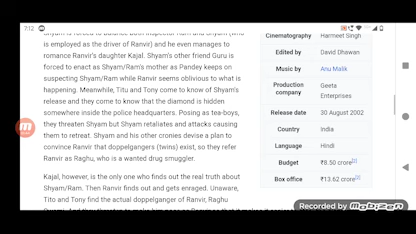 7:12
Shyam is forced to balance both Inspector Ram and Shyam (who
is employed as the driver of Ranvir) and he even manages to
romance Ranvir's daughter Kajal. Shyam's other friend Guru is
forced to enact as Shyam/Ram's mother as Pandey keeps on
suspecting Shyam/Ram while Ranvir seems oblivious to what is
happening. Meanwhile, Titu and Tony come to know of Shyam's
release and they come to know that the diamond is hidden
somewhere inside the police headquarters. Posing as tea-boys,
they threaten Shyam but Shyam retaliates and attacks causing
them to retreat. Shyam and his other cronies devise a plan to
convince Ranvir that doppelgangers (twins) exist, so they refer
Ranvir as Raghu, who is a wanted drug smuggler.
Kajal, however, is the only one who finds out the real truth about
Shyam/Ram. Then Ranvir finds out and gets enraged. Unaware,
Tito and Tony find the actual doppelganger of Ranvir, Raghu
Cinematography Harmeet Singh
Edited by David Dhawan
Music by Anu Malik
Production company Geeta Enterprises
Release date 30 August 2002
Country India
Language Hindi
Budget ₹8.50 crore
Box office ₹13.62 crore
Recorded by mobizen